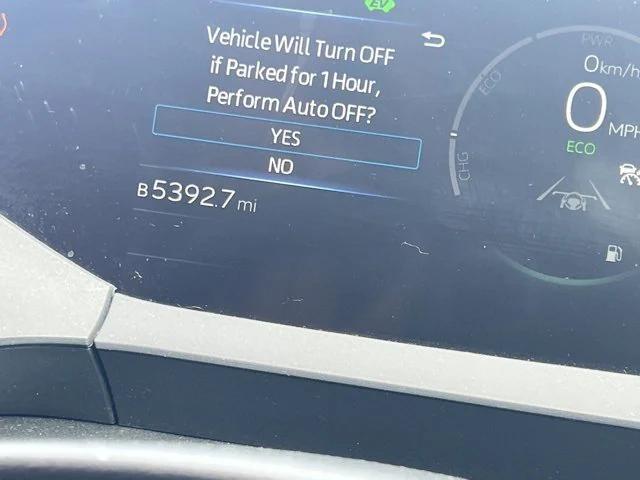 EV
Vehicle Will Turn OFF
if Parked for 1 Hour,
Perform Auto OFF?
YES
NO
B 5392.7 mi
PWR
ECO
CHG
0 km/h
0 MPH
ECO